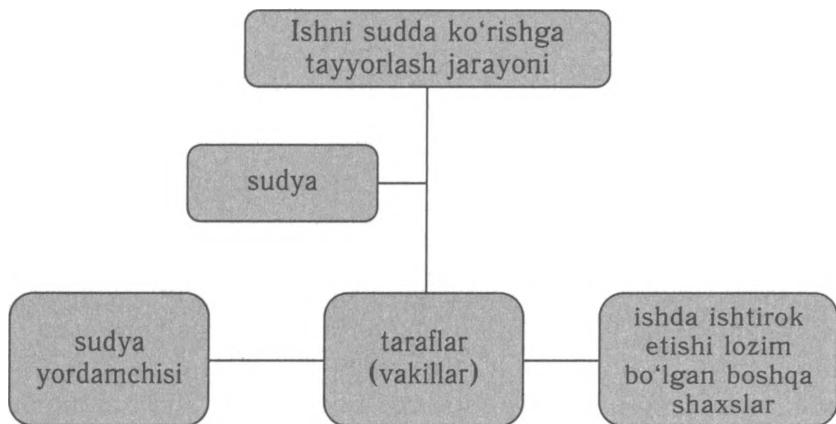 Ishni sudda ko‘rishga
tayyorlash jarayoni
sudya
sudya
yordamchisi
taraflar
(vakillar)
ishda ishtirok
etishi lozim
bo‘lgan boshqa
shaxslar